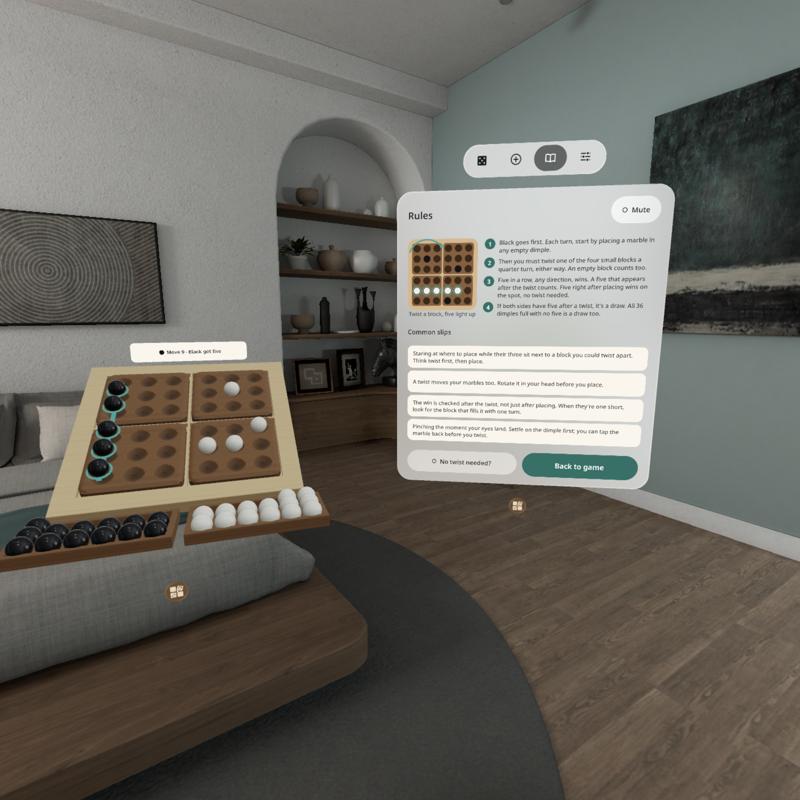 Rules
Mute
1 Black goes first. Each turn, start by placing a marble in
any empty dimple.
2 Then you must twist one of the four small blocks a
quarter turn, either way. An empty block counts too.
3 Five in a row, any direction, wins. A five that appears
after the twist counts. Five right after placing wins on
the spot, no twist needed.
4 If both sides have five after a twist, it's a draw. All 36
dimples full with no five is a draw too.
Twist a block, five light up
Common slips
Staring at where to place while their three sit next to a block you could twist apart.
Think twist first, then place.
A twist moves your marbles too. Rotate it in your head before you place.
The win is checked after the twist, not just after placing. When they're one short,
look for the block that fills it with one turn.
Pinching the moment your eyes land. Settle on the dimple first; you can tap the
marble back before you twist.
No twist needed?
Back to game
Move 9 · Black got five